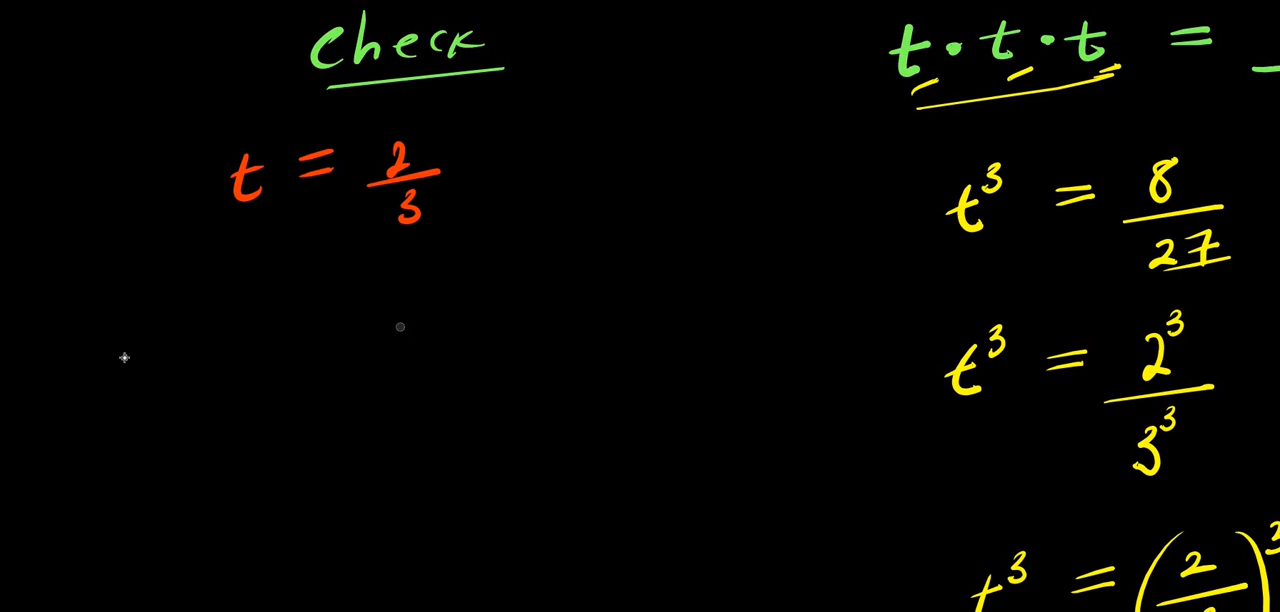 Check
t = 2/3
t · t · t =
t³ = 8/27
t³ = 2³/3³
t³ = (2/